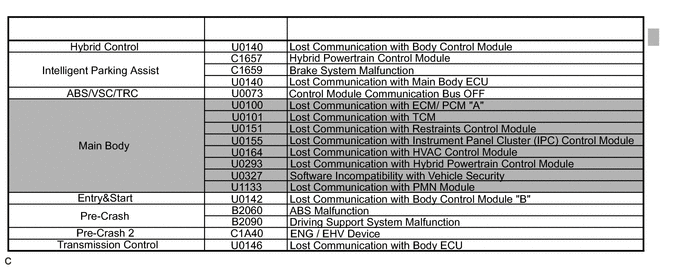 Hybrid Control U0140 Lost Communication with Body Control Module
Intelligent Parking Assist C1657 Hybrid Powertrain Control Module
C1659 Brake System Malfunction
U0140 Lost Communication with Main Body ECU
ABS/VSC/TRC U0073 Control Module Communication Bus OFF
Main Body U0100 Lost Communication with ECM/ PCM "A"
U0101 Lost Communication with TCM
U0151 Lost Communication with Restraints Control Module
U0155 Lost Communication with Instrument Panel Cluster (IPC) Control Module
U0164 Lost Communication with HVAC Control Module
U0293 Lost Communication with Hybrid Powertrain Control Module
U0327 Software Incompatibility with Vehicle Security
U1133 Lost Communication with PMN Module
Entry&Start U0142 Lost Communication with Body Control Module "B"
Pre-Crash B2060 ABS Malfunction
B2090 Driving Support System Malfunction
Pre-Crash 2 C1A40 ENG / EHV Device
Transmission Control U0146 Lost Communication with Body ECU
C